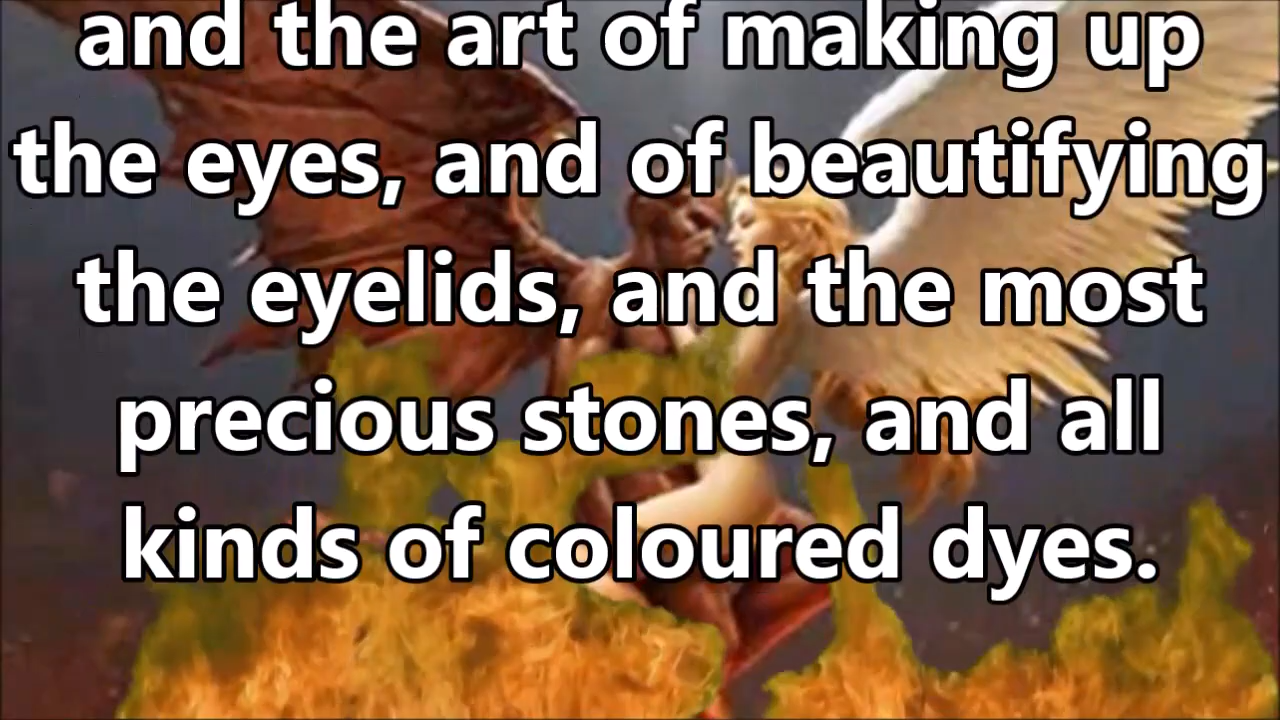 and the art of making up
the eyes, and of beautifying
the eyelids, and the most
precious stones, and all
kinds of coloured dyes.